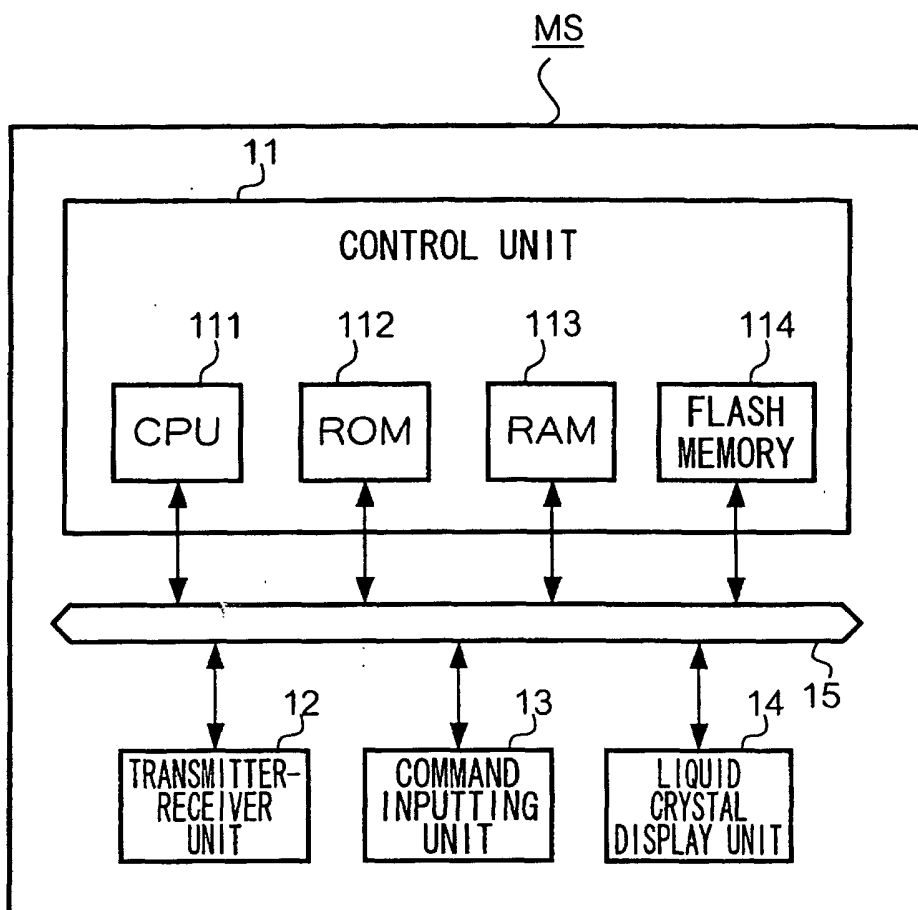 MS
11
CONTROL UNIT
111
112
113
114
CPU
ROM
RAM
FLASH
MEMORY
15
12
13
14
TRANSMITTER-
RECEIVER
UNIT
COMMAND
INPUTTING
UNIT
LIQUID
CRYSTAL
DISPLAY UNIT